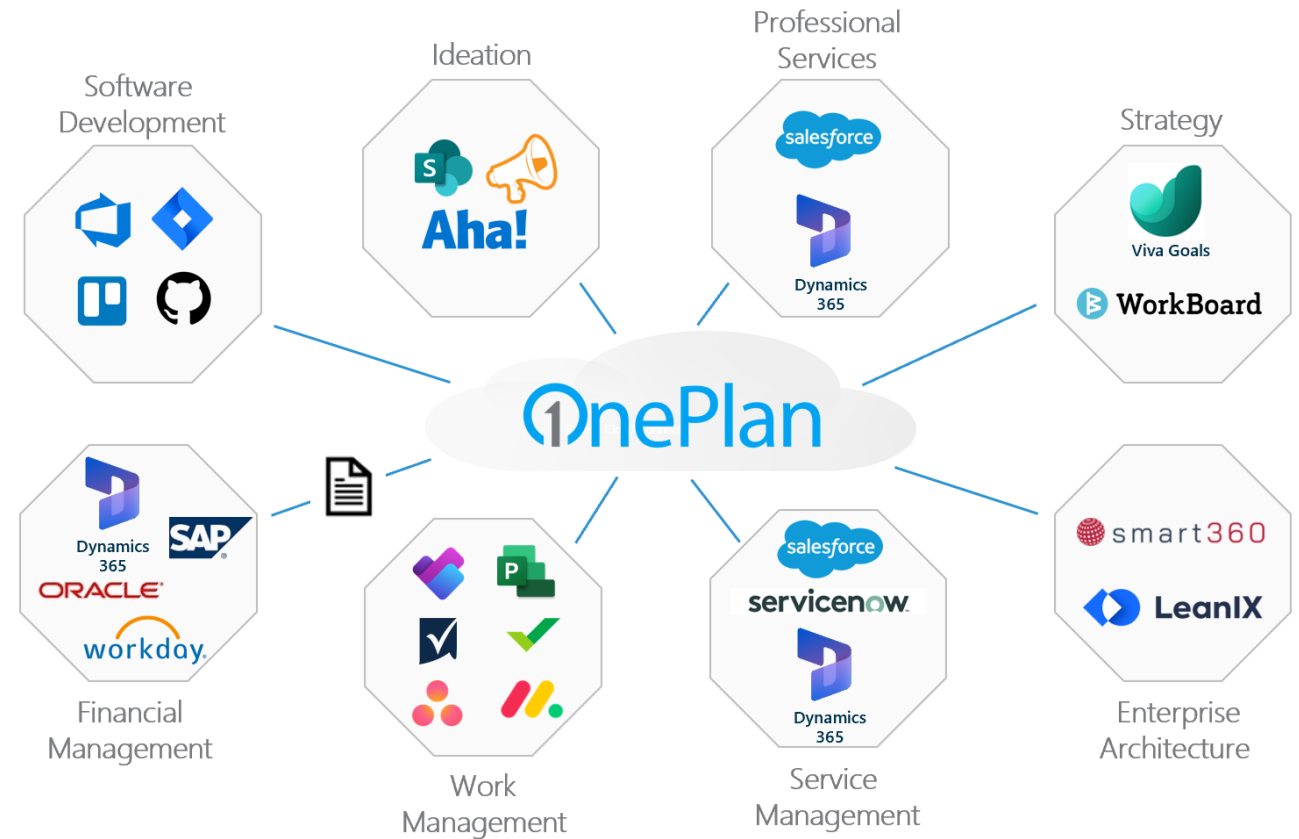 Software
Development
Ideation
S
Aha!
Professional
Services
salesforce
Dynamics
365
Strategy
Viva Goals
WorkBoard
OnePlan
Dynamics
365
SAP
ORACLE
workday.
Financial
Management
P
Work
Management
salesforce
servicenow
Dynamics
365
Service
Management
smart360
LeanIX
Enterprise
Architecture